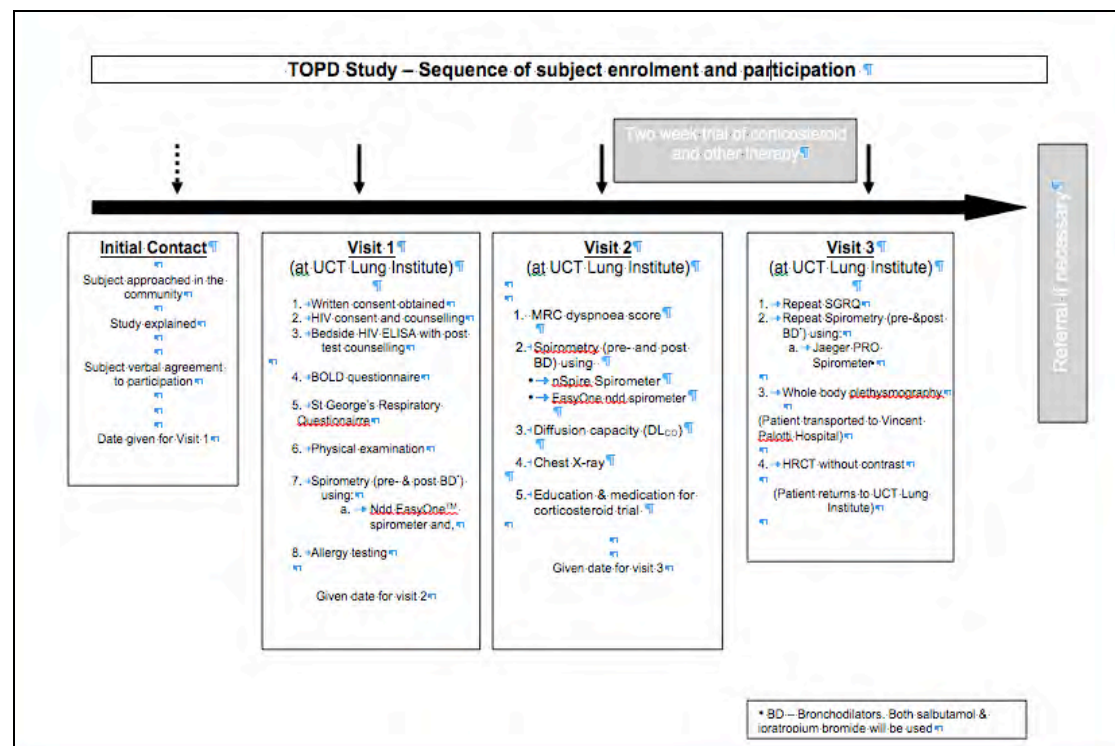 TOPD Study – Sequence of subject enrolment and participation ¶
Two week trial of corticosteroid
and other therapy¶
Referral if necessary¶
Initial Contact¶
¶
Subject approached in the
community¶
¶
Study explained¶
¶
¶
Subject verbal agreement
to participation¶
¶
¶
¶
Date given for Visit 1¶
Visit 1¶
(at UCT Lung Institute)¶
¶
1. Written consent obtained¶
2. HIV consent and counselling¶
3. Bedside HIV ELISA with post
test counselling¶
¶
4. BOLD questionnaire¶
5. St George's Respiratory
Questionairre¶
6. Physical examination¶
7. Spirometry (pre- & post BD*)
using:¶
a. Ndd EasyOne™
spirometer and,¶
8. Allergy testing¶
¶
Given date for visit 2¶
Visit 2¶
(at UCT Lung Institute)¶
¶
¶
1. MRC dyspnoea score¶
¶
2. Spirometry (pre- and post
BD) using ¶
• nSpire Spirometer¶
• EasyOne ndd spirometer¶
¶
3. Diffusion capacity (DLCO)¶
¶
4. Chest X-ray¶
¶
5. Education & medication for
corticosteroid trial ¶
¶
¶
¶
Given date for visit 3¶
Visit 3¶
(at UCT Lung Institute)¶
¶
1. Repeat SGRQ¶
2. Repeat Spirometry (pre-&post
BD*) using:¶
a. Jaeger PRO
Spirometer¶
¶
3. Whole body plethysmography¶
¶
(Patient transported to Vincent
Palotti Hospital)¶
¶
4. HRCT without contrast¶
¶
(Patient returns to UCT Lung
Institute)¶
¶
* BD – Bronchodilators. Both salbutamol &
ioratropium bromide will be used¶